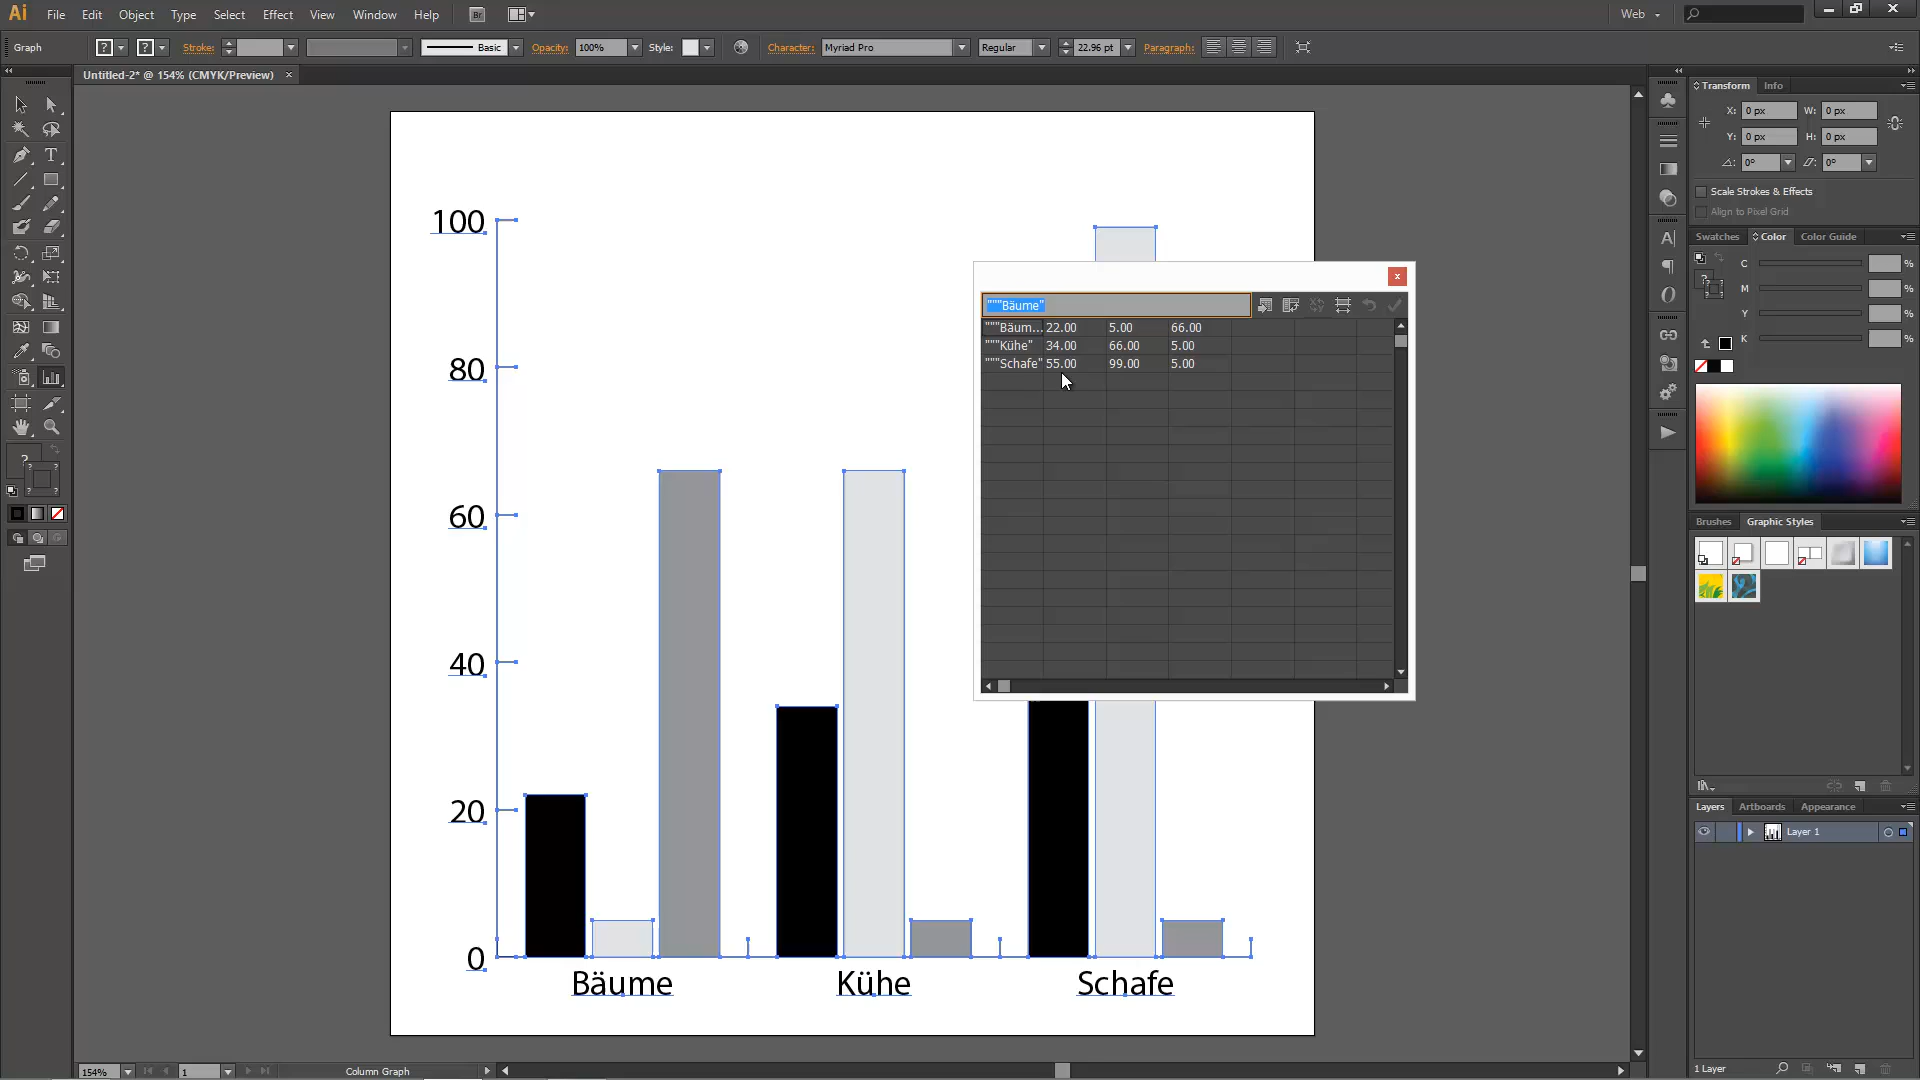 Ai File Edit Object Type Select Effect View Window Help Br Web
Graph ? ? Stroke: Basic Opacity: 100% Style: Character: Myriad Pro Regular 22.96 pt Paragraph:
Untitled-2* @ 154% (CMYK/Preview) ×
Transform Info
X: 0 px W: 0 px
Y: 0 px H: 0 px
0° 0°
Scale Strokes & Effects
Align to Pixel Grid
Swatches Color Color Guide
C %
M %
Y %
K %
100
80
60
40
20
0
Bäume Kühe Schafe
"""Bäume"
"""Bäum... 22.00 5.00 66.00
"""Kühe" 34.00 66.00 5.00
"""Schafe" 55.00 99.00 5.00
Brushes Graphic Styles
Layers Artboards Appearance
Layer 1
1 Layer
154% 1 Column Graph